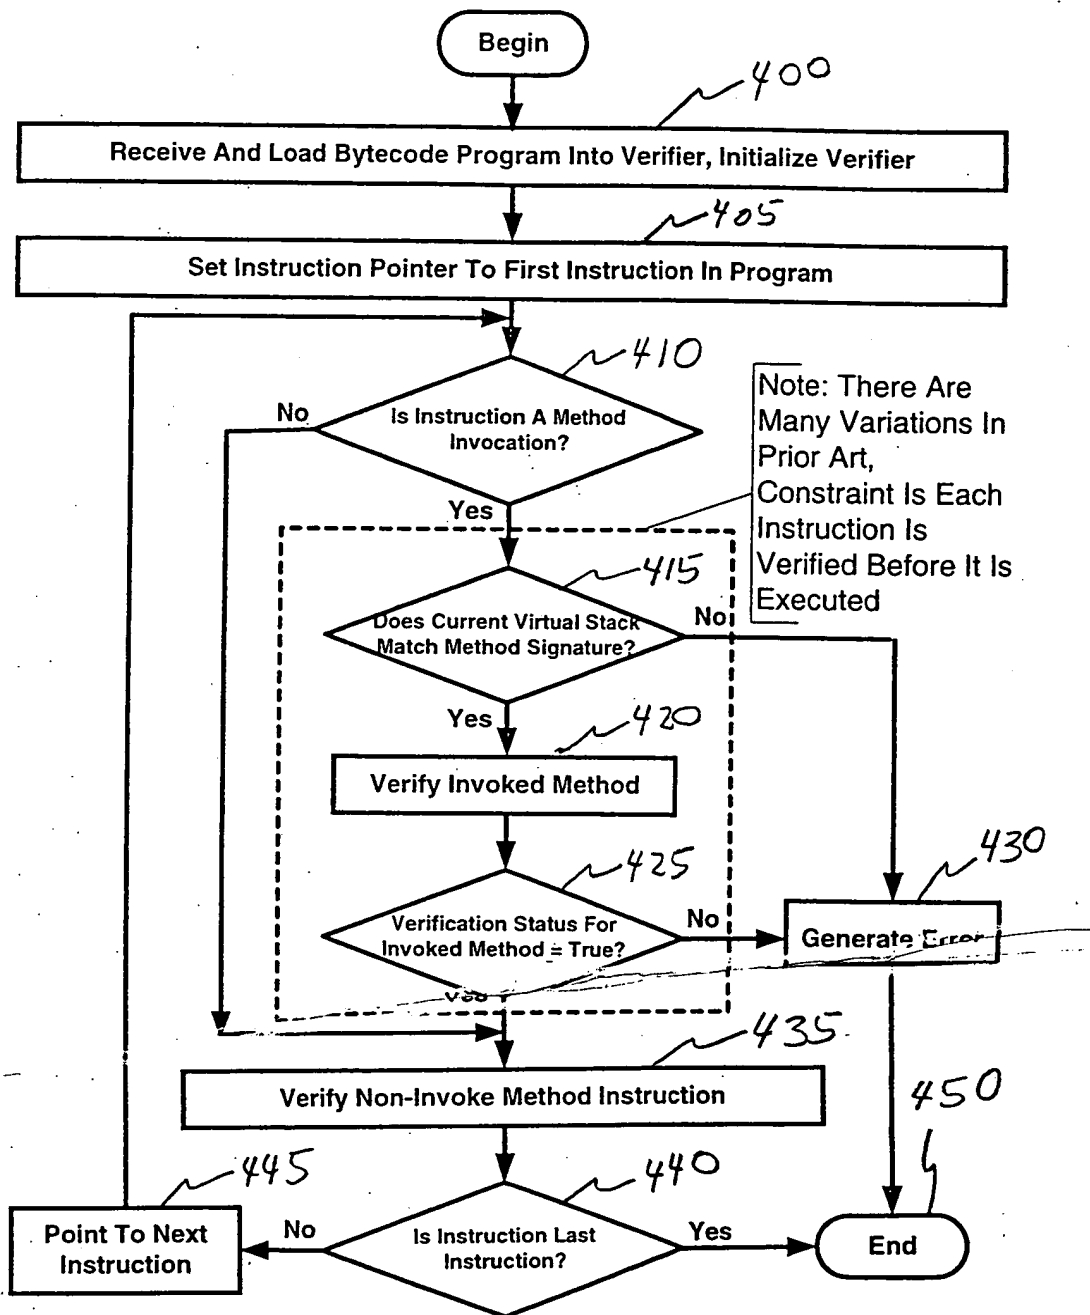 Begin
400
Receive And Load Bytecode Program Into Verifier, Initialize Verifier
405
Set Instruction Pointer To First Instruction In Program
410
Is Instruction A Method
Invocation?
No
Yes
Note: There Are
Many Variations In
Prior Art,
Constraint Is Each
Instruction Is
Verified Before It Is
Executed
415
Does Current Virtual Stack
Match Method Signature?
No
Yes
420
Verify Invoked Method
425
Verification Status For
Invoked Method = True?
No
Yes
430
Generate Error
435
Verify Non-Invoke Method Instruction
440
Is Instruction Last
Instruction?
No
Yes
445
Point To Next
Instruction
450
End